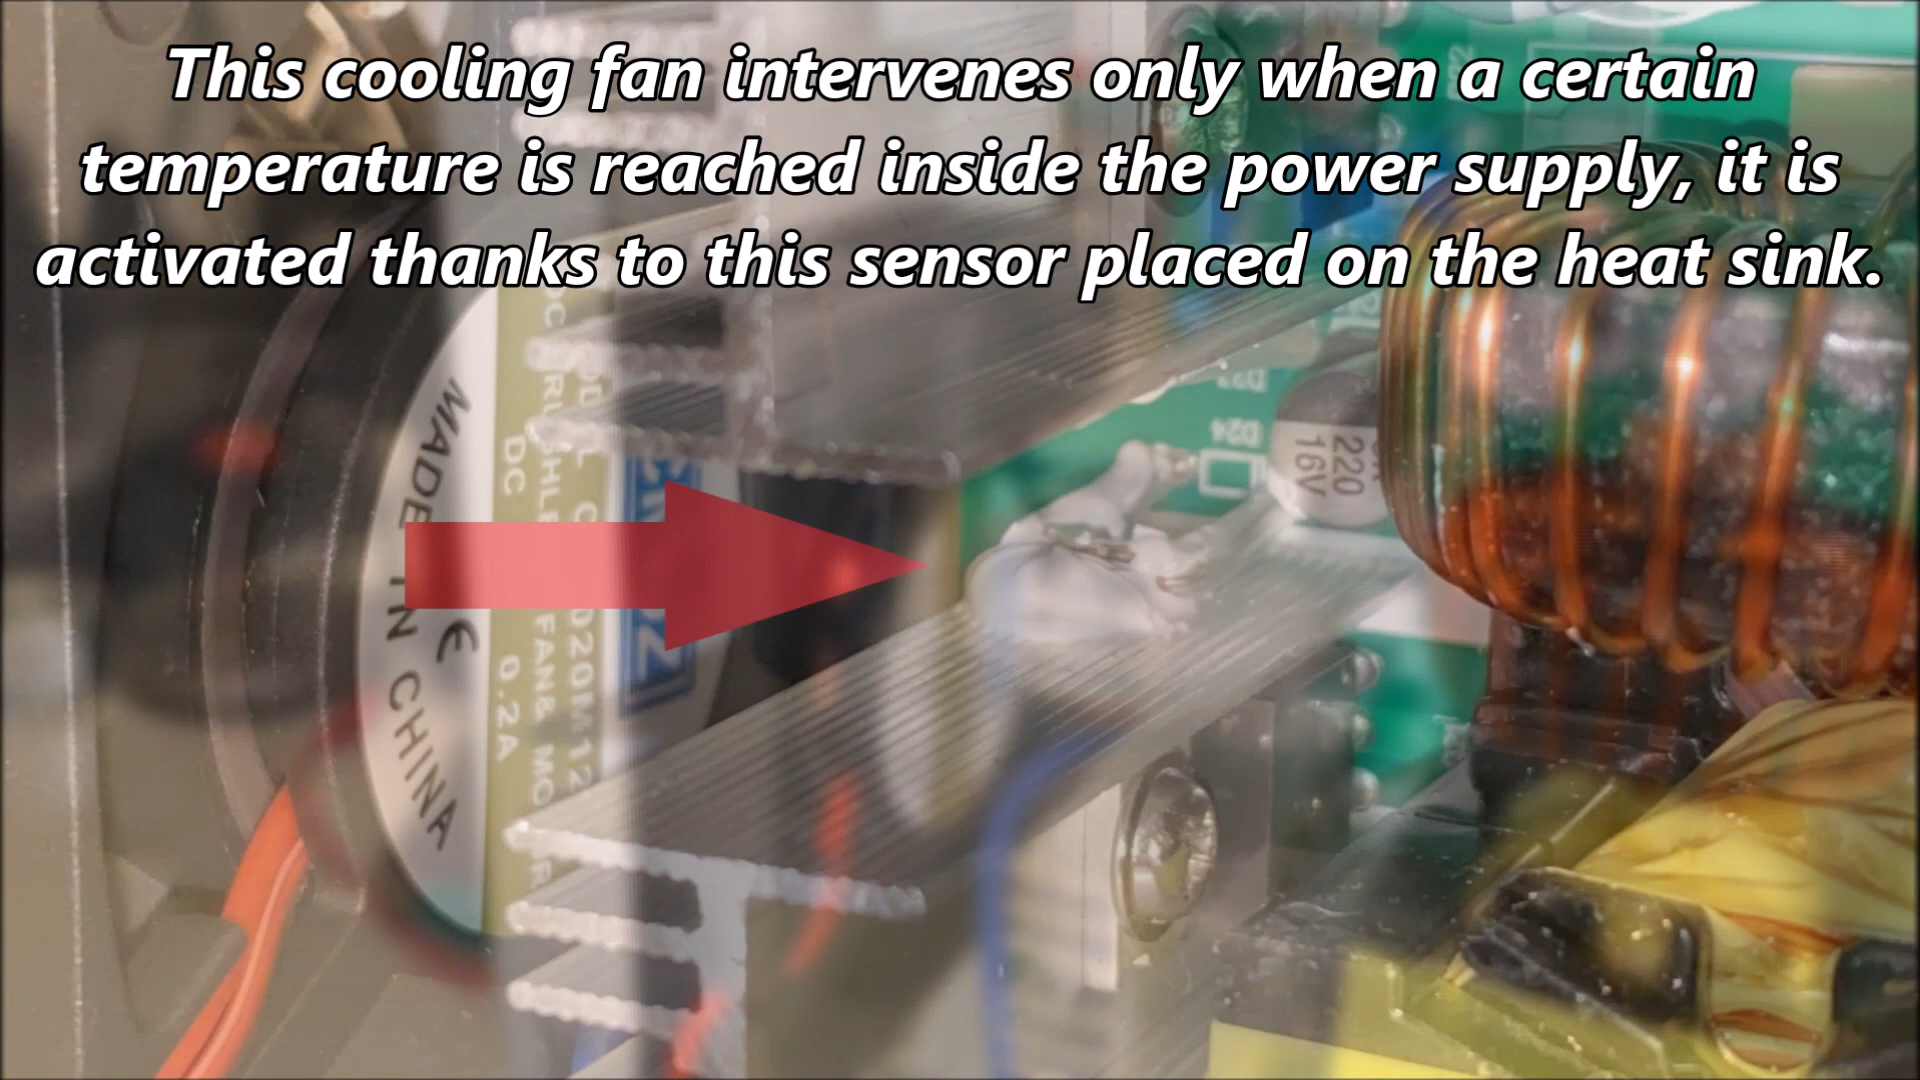 This cooling fan intervenes only when a certain
temperature is reached inside the power supply, it is
activated thanks to this sensor placed on the heat sink.
MADE IN CHINA
DC
0.2A
D24
220
16V